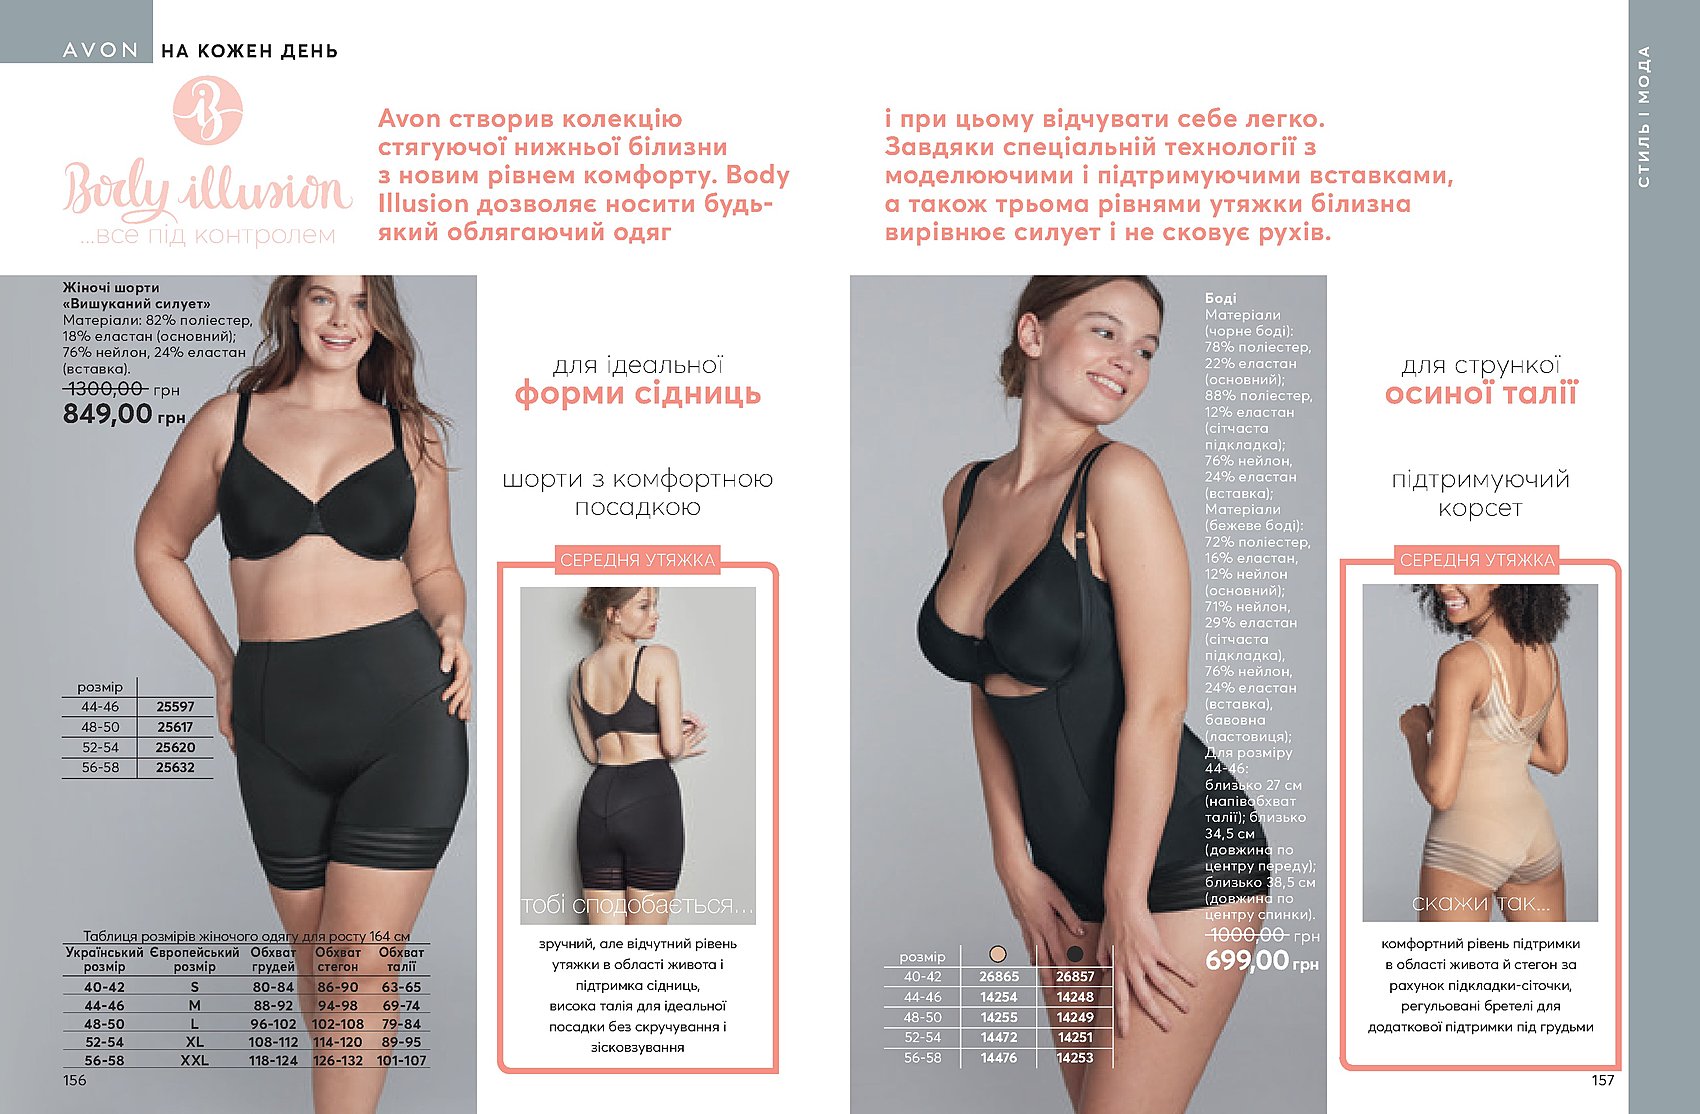 AVON НА КОЖЕН ДЕНЬ
Body illusion
...все під контролем
Avon створив колекцію
стягуючої нижньої білизни
з новим рівнем комфорту. Body
Illusion дозволяє носити будь-
який облягаючий одяг
і при цьому відчувати себе легко.
Завдяки спеціальній технології з
моделюючими і підтримуючими вставками,
а також трьома рівнями утяжки білизна
вирівнює силует і не сковує рухів.
СТИЛЬ І МОДА
Жіночі шорти
«Вишуканий силует»
Матеріали: 82% поліестер,
18% еластан (основний);
76% нейлон, 24% еластан
(вставка).
1300,00 грн
849,00 грн
розмір
44-46 25597
48-50 25617
52-54 25620
56-58 25632
Таблиця розмірів жіночого одягу для росту 164 см
Український Європейський Обхват Обхват Обхват
розмір розмір грудей стегон талії
40-42 S 80-84 86-90 63-65
44-46 M 88-92 94-98 69-74
48-50 L 96-102 102-108 79-84
52-54 XL 108-112 114-120 89-95
56-58 XXL 118-124 126-132 101-107
156
для ідеальної
форми сідниць
шорти з комфортною
посадкою
СЕРЕДНЯ УТЯЖКА
тобі сподобається...
зручний, але відчутний рівень
утяжки в області живота і
підтримка сідниць,
висока талія для ідеальної
посадки без скручування і
зісковзування
Боді
Матеріали
(чорне боді):
78% поліестер,
22% еластан
(основний);
88% поліестер,
12% еластан
(сітчаста
підкладка);
76% нейлон,
24% еластан
(вставка);
Матеріали
(бежеве боді):
72% поліестер,
16% еластан,
12% нейлон
(основний);
71% нейлон,
29% еластан
(сітчаста
підкладка),
76% нейлон,
24% еластан
(вставка),
бавовна
(ластовиця);
Для розміру
44-46:
близько 27 см
(напівобхват
талії); близько
34,5 см
(довжина по
центру переду);
близько 38,5 см
(довжина по
центру спинки).
1000,00 грн
699,00 грн
розмір
40-42 26865 26857
44-46 14254 14248
48-50 14255 14249
52-54 14472 14251
56-58 14476 14253
для стрункої
осиної талії
підтримуючий
корсет
СЕРЕДНЯ УТЯЖКА
скажи так...
комфортний рівень підтримки
в області живота й стегон за
рахунок підкладки-сіточки,
регульовані бретелі для
додаткової підтримки під грудьми
157